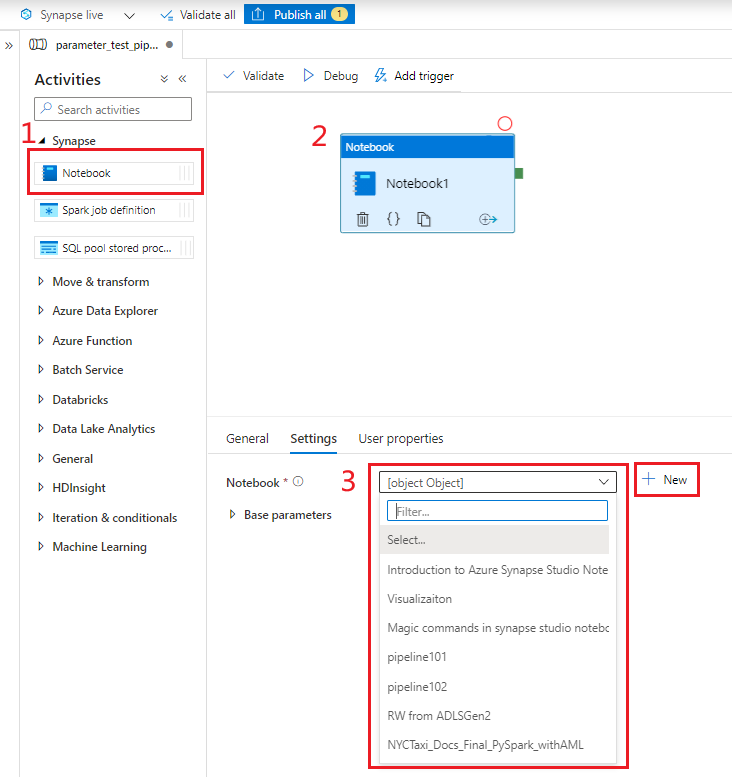 Synapse live
Validate all
Publish all 1
parameter_test_pip...
Activities
Search activities
1
Synapse
Notebook
Spark job definition
SQL pool stored proc...
Move & transform
Azure Data Explorer
Azure Function
Batch Service
Databricks
Data Lake Analytics
General
HDInsight
Iteration & conditionals
Machine Learning
Validate
Debug
Add trigger
2
Notebook
Notebook1
{}
General
Settings
User properties
Notebook *
3
[object Object]
New
Base parameters
Filter...
Select...
Introduction to Azure Synapse Studio Note
Visualizaiton
Magic commands in synapse studio notebo
pipeline101
pipeline102
RW from ADLSGen2
NYCTaxi_Docs_Final_PySpark_withAML